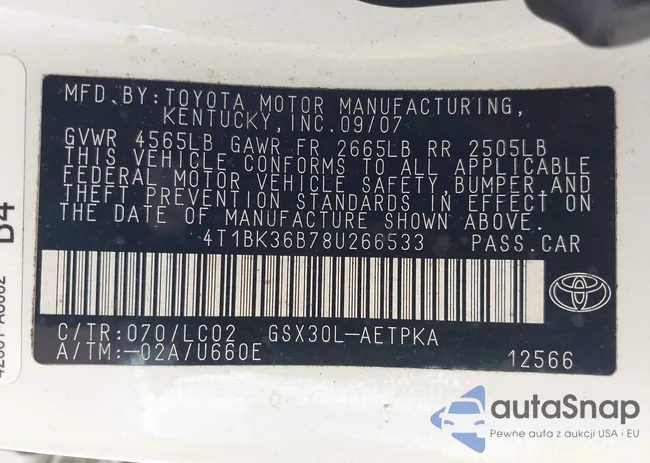 MFD.BY:TOYOTA MOTOR MANUFACTURING,
KENTUCKY,INC.09/07
GVWR 4565LB GAWR FR 2665LB RR 2505LB
THIS VEHICLE CONFORMS TO ALL APPLICABLE
FEDERAL MOTOR VEHICLE SAFETY,BUMPER,AND
THEFT PREVENTION STANDARDS IN EFFECT ON
THE DATE OF MANUFACTURE SHOWN ABOVE.
4T1BK36B78U266533 PASS.CAR
C/TR:070/LC02 GSX30L-AETPKA
A/TM:-02A/U660E 12566
B4
autaSnap
Pewne auta z aukcji USA i EU